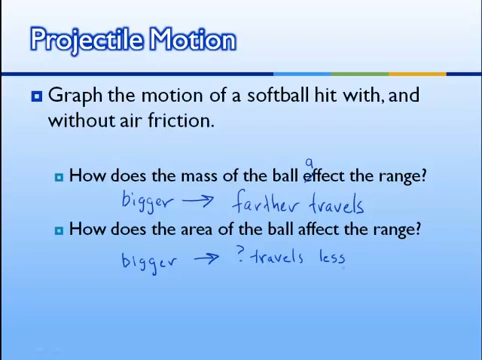 Projectile Motion
Graph the motion of a softball hit with, and
without air friction.
a
How does the mass of the ball effect the range?
bigger → farther travels
How does the area of the ball affect the range?
bigger → ? travels less